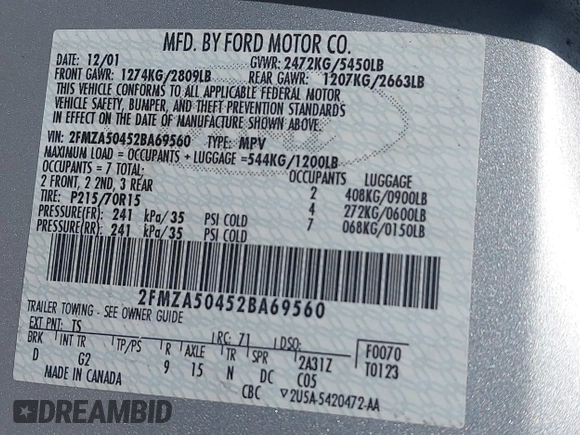 MFD. BY FORD MOTOR CO.
DATE: 12/01 GVWR: 2472KG/5450LB
FRONT GAWR: 1274KG/2809LB REAR GAWR: 1207KG/2663LB
THIS VEHICLE CONFORMS TO ALL APPLICABLE FEDERAL MOTOR
VEHICLE SAFETY, BUMPER, AND THEFT PREVENTION STANDARDS
IN EFFECT ON THE DATE OF MANUFACTURE SHOWN ABOVE.
VIN: 2FMZA50452BA69560 TYPE: MPV
MAXIMUM LOAD = OCCUPANTS + LUGGAGE =544KG/1200LB
OCCUPANTS = 7 TOTAL: OCCUPANTS LUGGAGE
2 FRONT, 2 2ND, 3 REAR 2 408KG/0900LB
TIRE: P215/70R15 4 272KG/0600LB
PRESSURE(FR): 241 kPa/35 PSI COLD 7 068KG/0150LB
PRESSURE(RR): 241 kPa/35 PSI COLD
2FMZA50452BA69560
TRAILER TOWING - SEE OWNER GUIDE
EXT PNT: TS RC: 71 DSO: F0070
BRK INT TR TP/PS R AXLE TR SPR 2A31Z T0123
D G2 9 15 N DC C05
MADE IN CANADA CBC 2USA-5420472-AA
DREAMBID